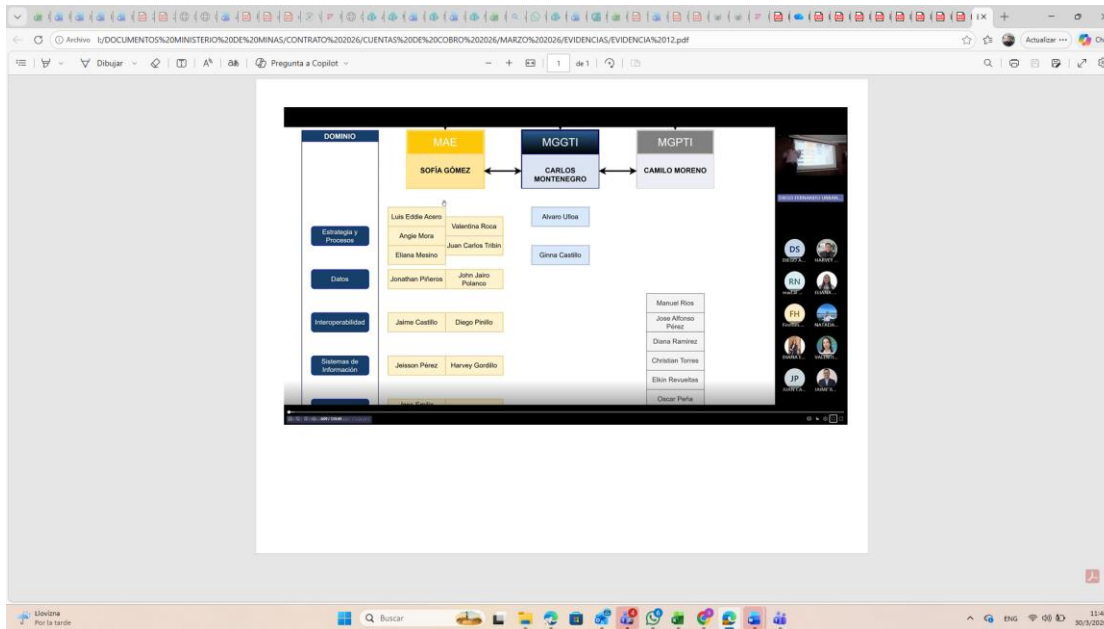 Archivo
t:/DOCUMENTOS%20MINISTERIO%20DE%20MINAS/CONTRATO%202026/CUENTAS%20DE%20COBRO%202026/MARZO%202026/EVIDENCIAS/EVIDENCIA%2012.pdf
Actualizar
Dibujar
Pregunta a Copilot
1 de 1
DOMINIO
MAE
MGGTI
MGPTI
SOFÍA GÓMEZ
CARLOS
MONTENEGRO
CAMILO MORENO
Estrategia y
Procesos
Luis Eddie Acero
Angie Mora
Eliana Mesino
Valentina Roca
Juan Carlos Tribin
Alvaro Ulloa
Ginna Castillo
Datos
Jonathan Piñeros
John Jairo
Polanco
Interoperabilidad
Jaime Castillo
Diego Pinillo
Sistemas de
Información
Jeisson Pérez
Harvey Gordillo
Manuel Rios
Jose Alfonso
Pérez
Diana Ramirez
Christian Torres
Elkin Revueltas
Oscar Peña
DS
RN
FH
JP
Llovizna
Por la tarde
Buscar
ENG